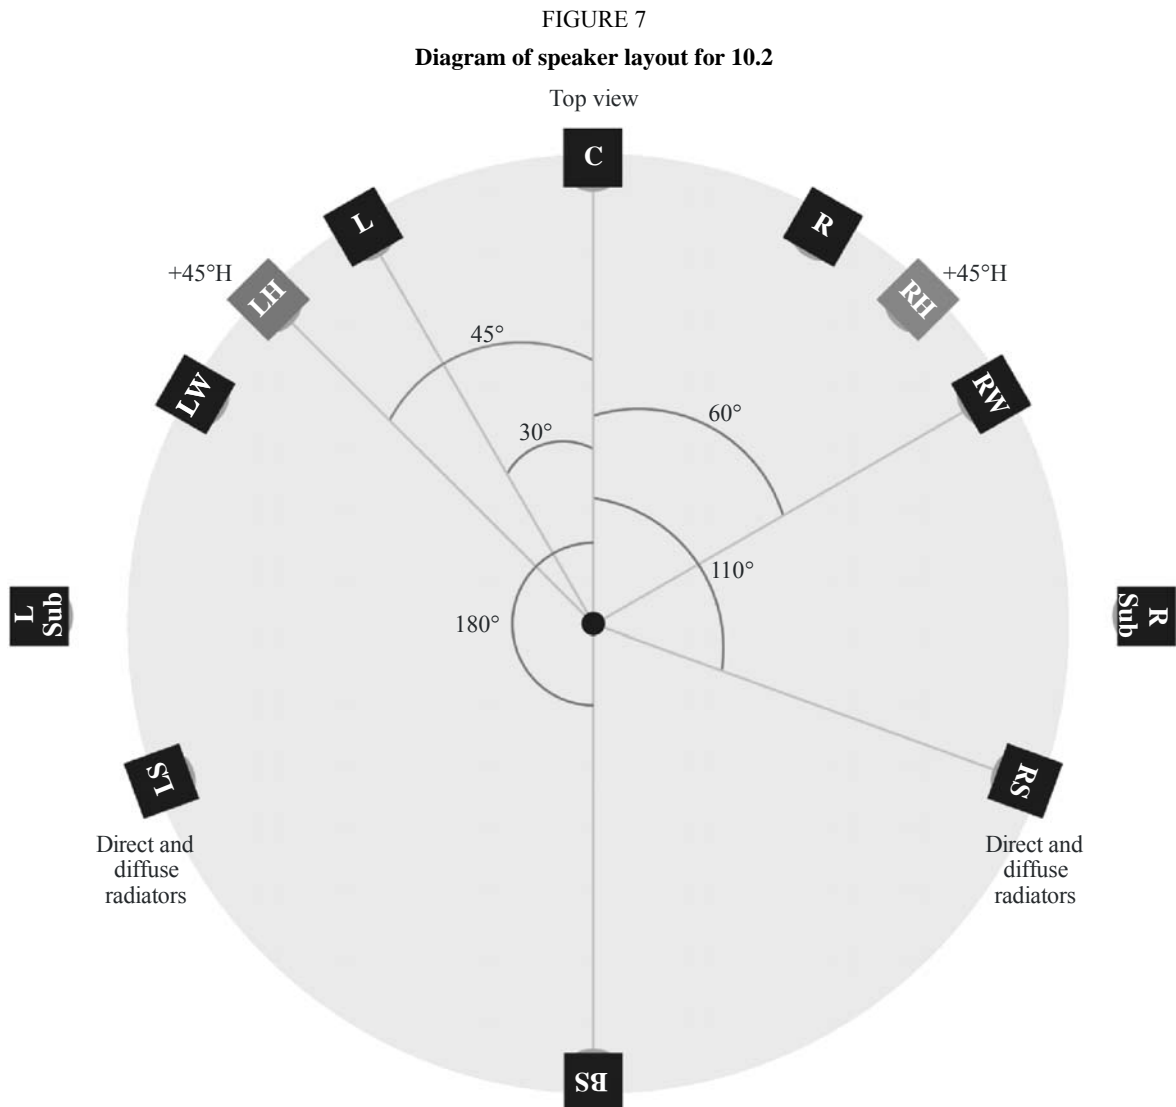 FIGURE 7
Diagram of speaker layout for 10.2
Top view
C
L
R
+45°H
LH
RH
+45°H
45°
LW
RW
60°
30°
110°
L
Sub
180°
R
Sub
LS
RS
Direct and
diffuse
radiators
Direct and
diffuse
radiators
BS